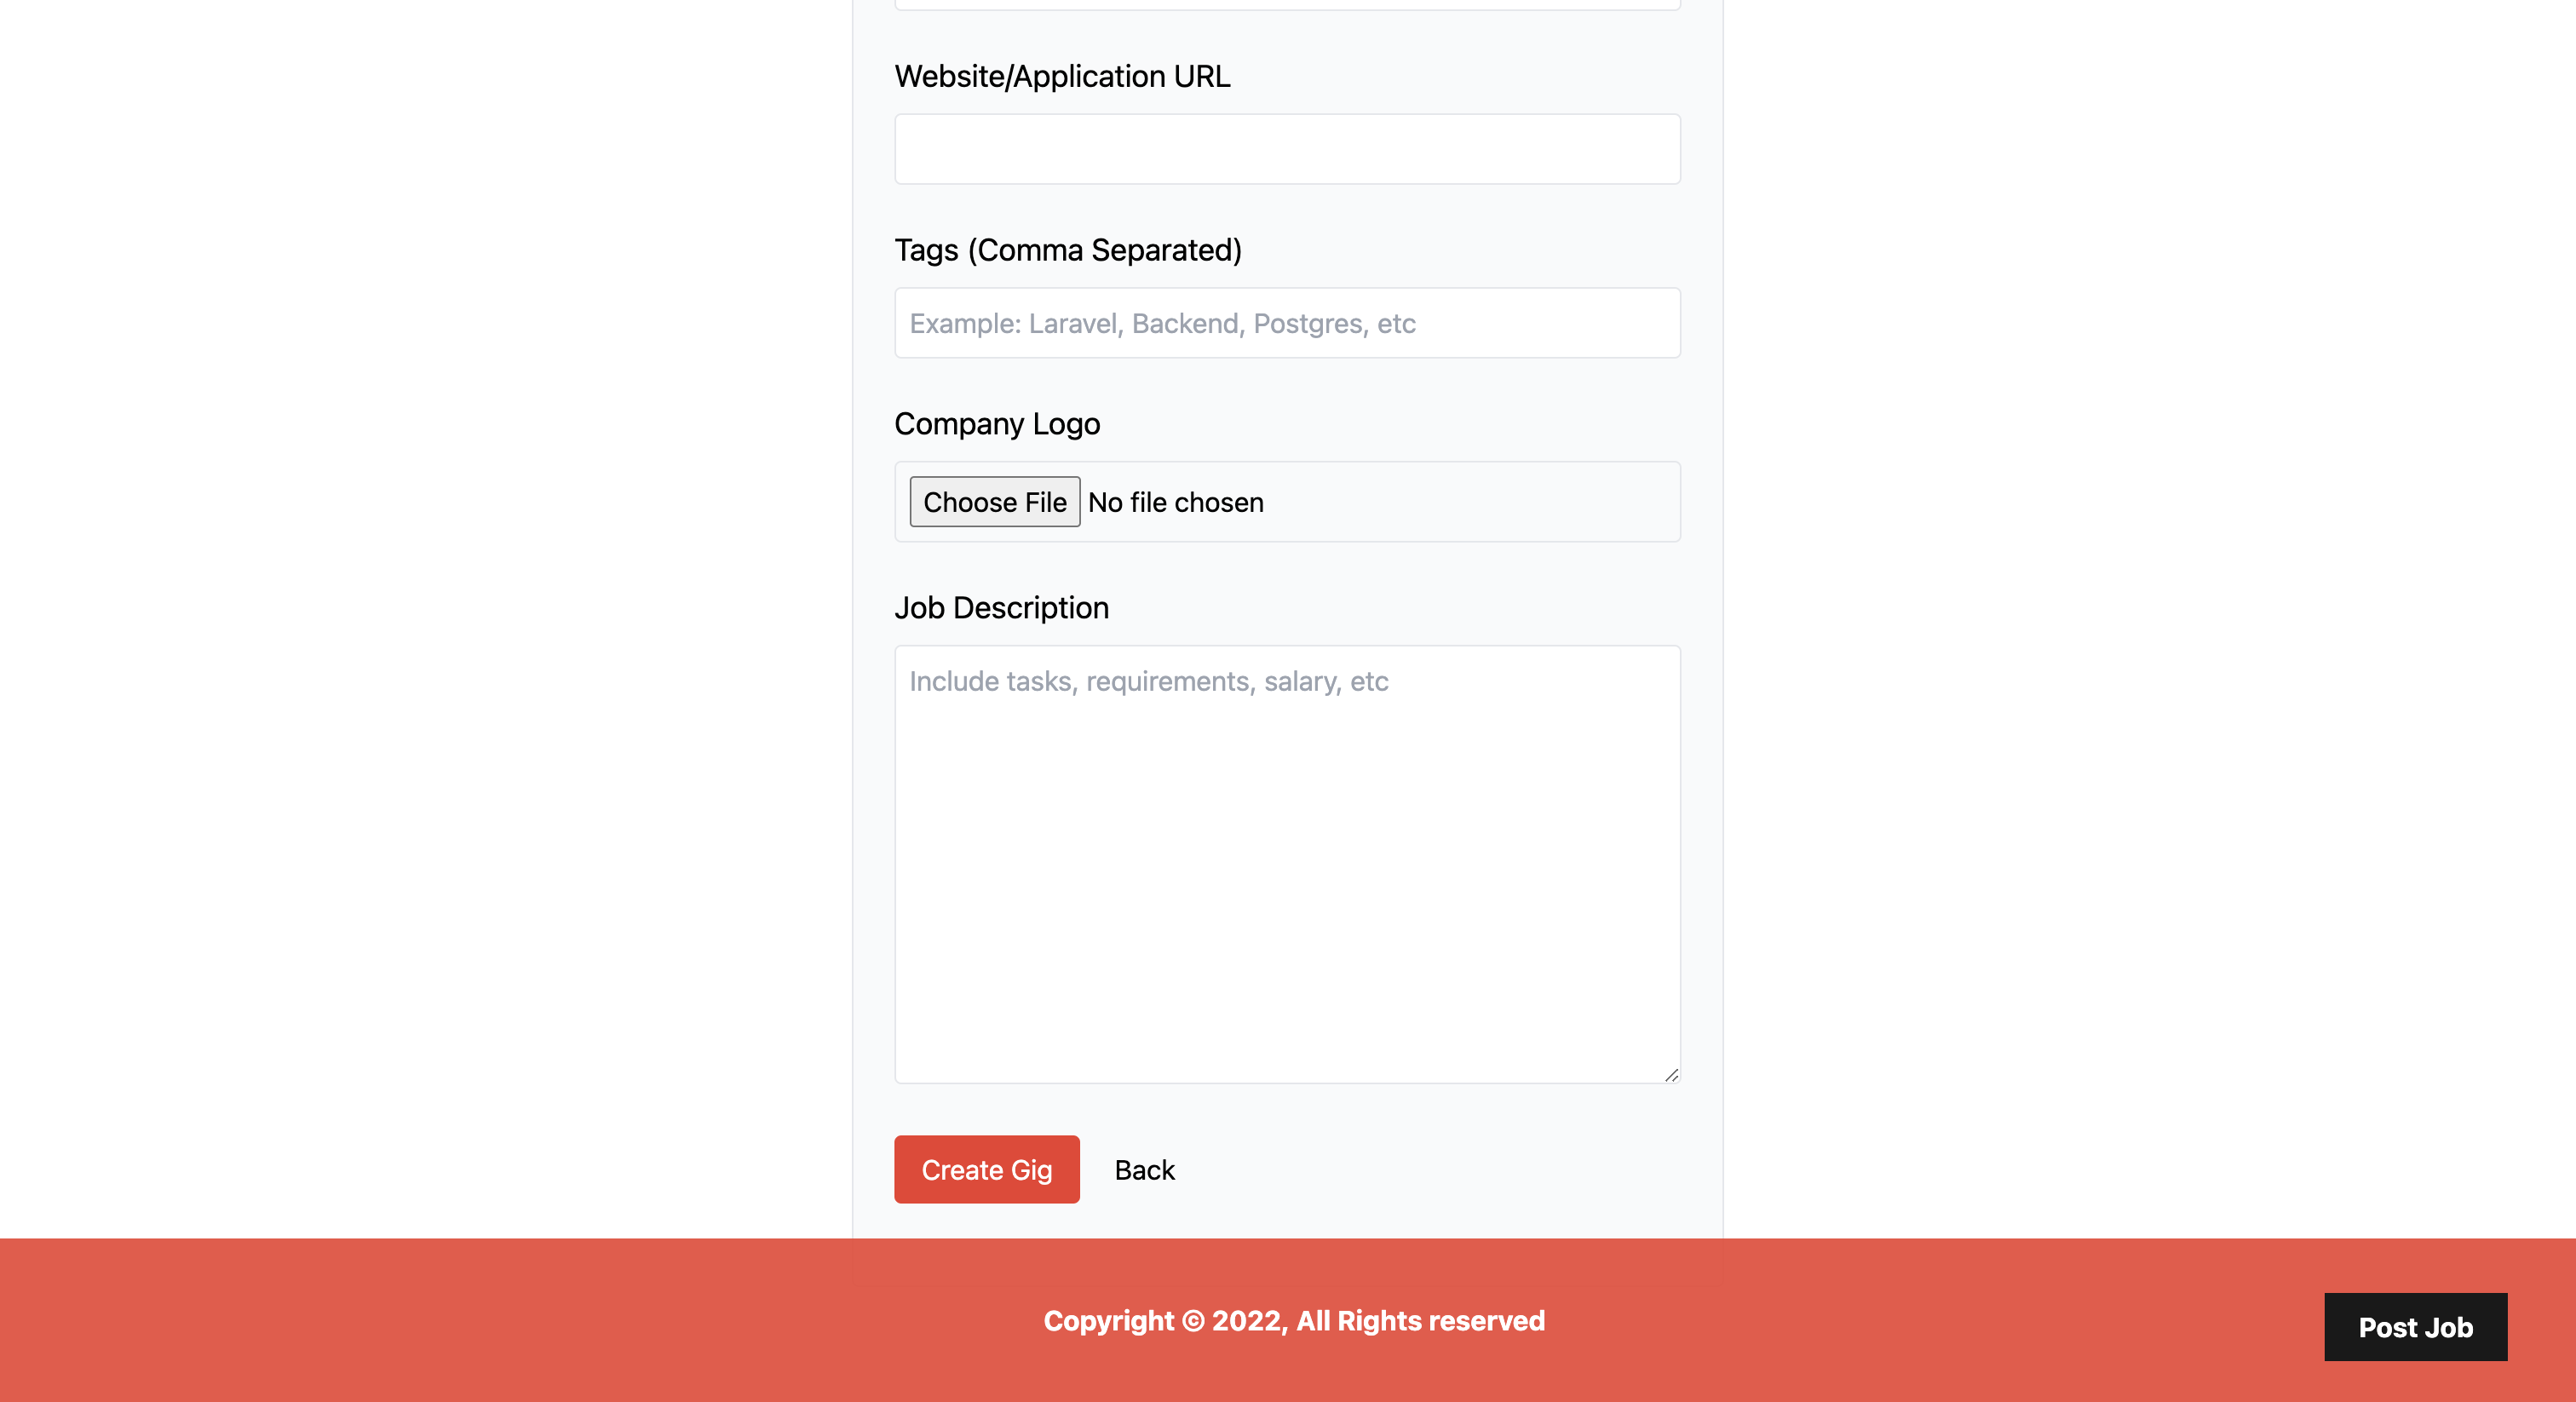 Website/Application URL
Tags (Comma Separated)
Example: Laravel, Backend, Postgres, etc
Company Logo
Choose File No file chosen
Job Description
Include tasks, requirements, salary, etc
Create Gig Back
Copyright © 2022, All Rights reserved
Post Job